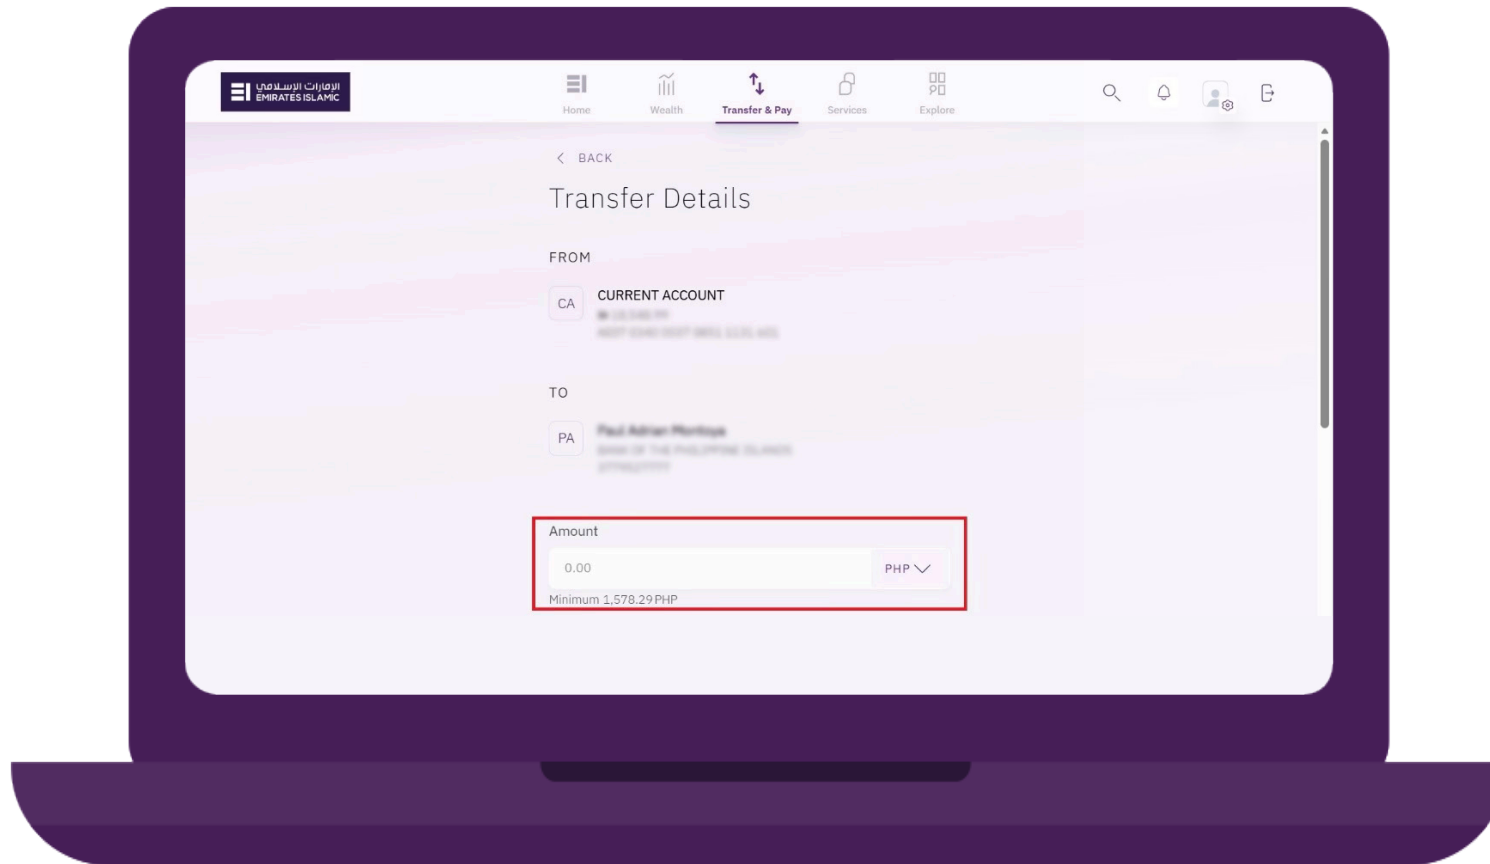 الإمارات الإسلامي
EMIRATES ISLAMIC
Home
Wealth
Transfer & Pay
Services
Explore
BACK
Transfer Details
FROM
CA
CURRENT ACCOUNT
TO
PA
Amount
0.00
PHP
Minimum 1,578.29 PHP